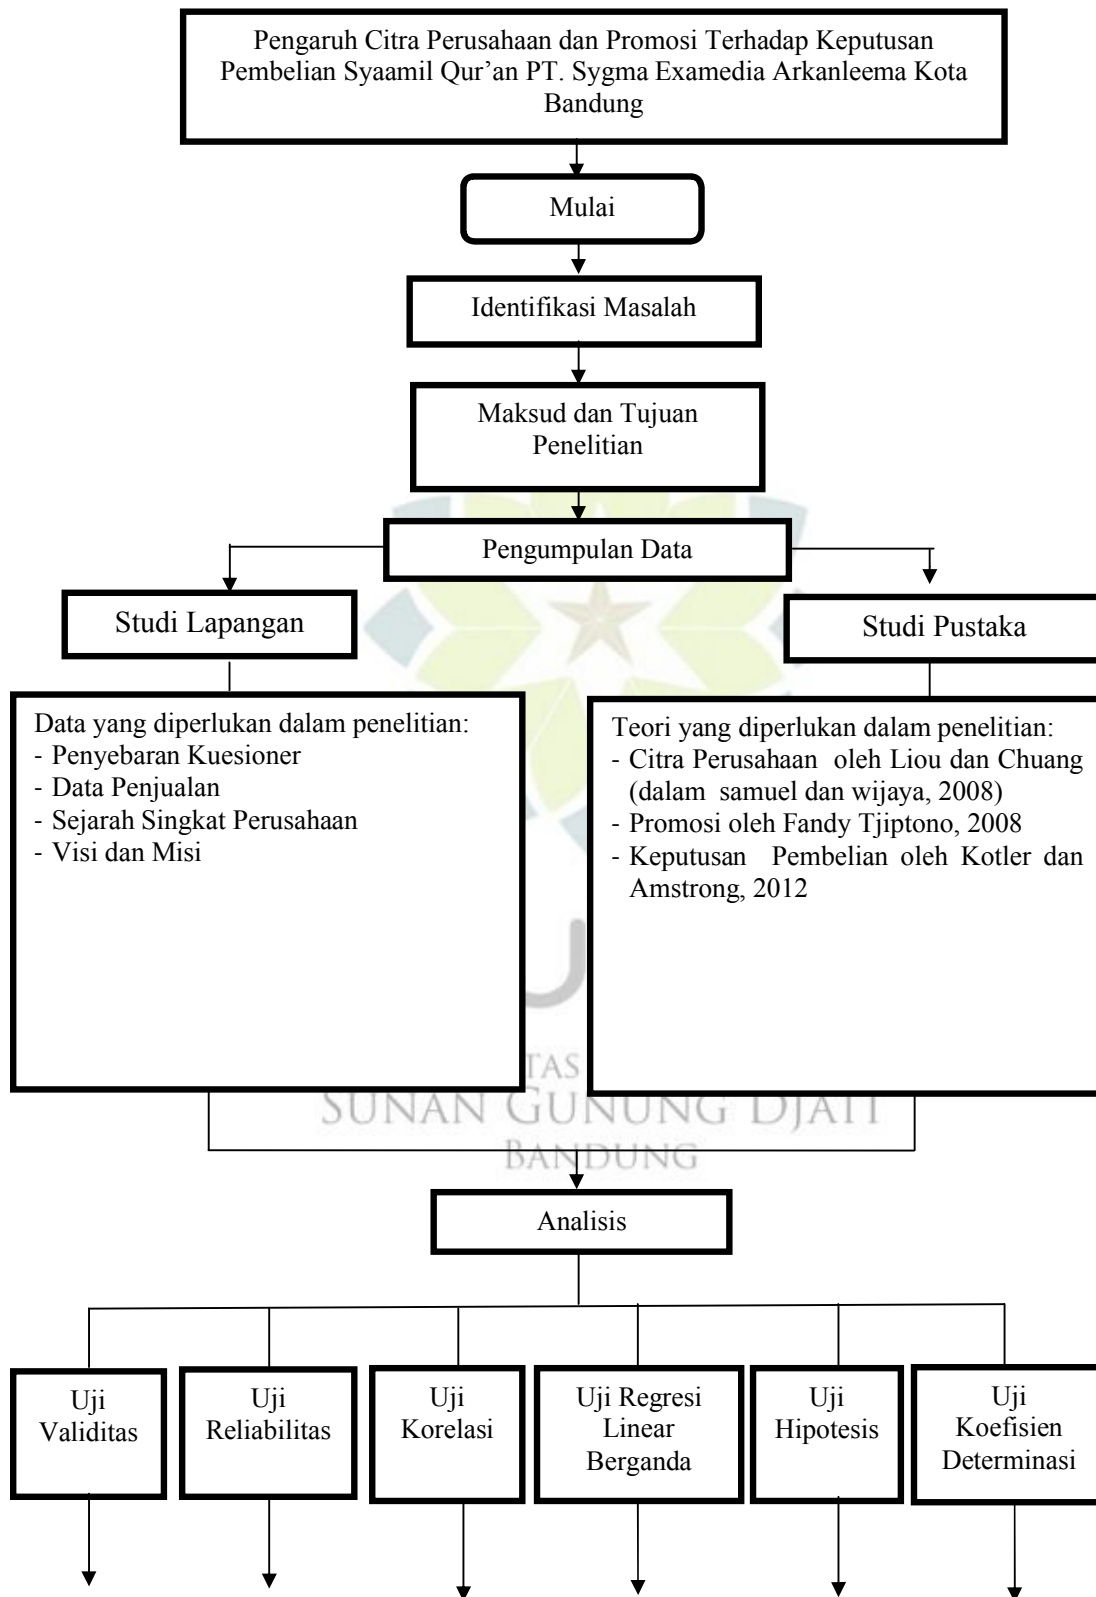 Pengaruh Citra Perusahaan dan Promosi Terhadap Keputusan
Pembelian Syaamil Qur’an PT. Sygma Examedia Arkanleema Kota
Bandung
Mulai
Identifikasi Masalah
Maksud dan Tujuan
Penelitian
Pengumpulan Data
Studi Lapangan
Studi Pustaka
Data yang diperlukan dalam penelitian:
- Penyebaran Kuesioner
- Data Penjualan
- Sejarah Singkat Perusahaan
- Visi dan Misi
Teori yang diperlukan dalam penelitian:
- Citra Perusahaan oleh Liou dan Chuang
(dalam samuel dan wijaya, 2008)
- Promosi oleh Fandy Tjiptono, 2008
- Keputusan Pembelian oleh Kotler dan
Amstrong, 2012
SUNAN GUNUNG DJATI
BANDUNG
Analisis
Uji
Validitas
Uji
Reliabilitas
Uji
Korelasi
Uji Regresi
Linear
Berganda
Uji
Hipotesis
Uji
Koefisien
Determinasi